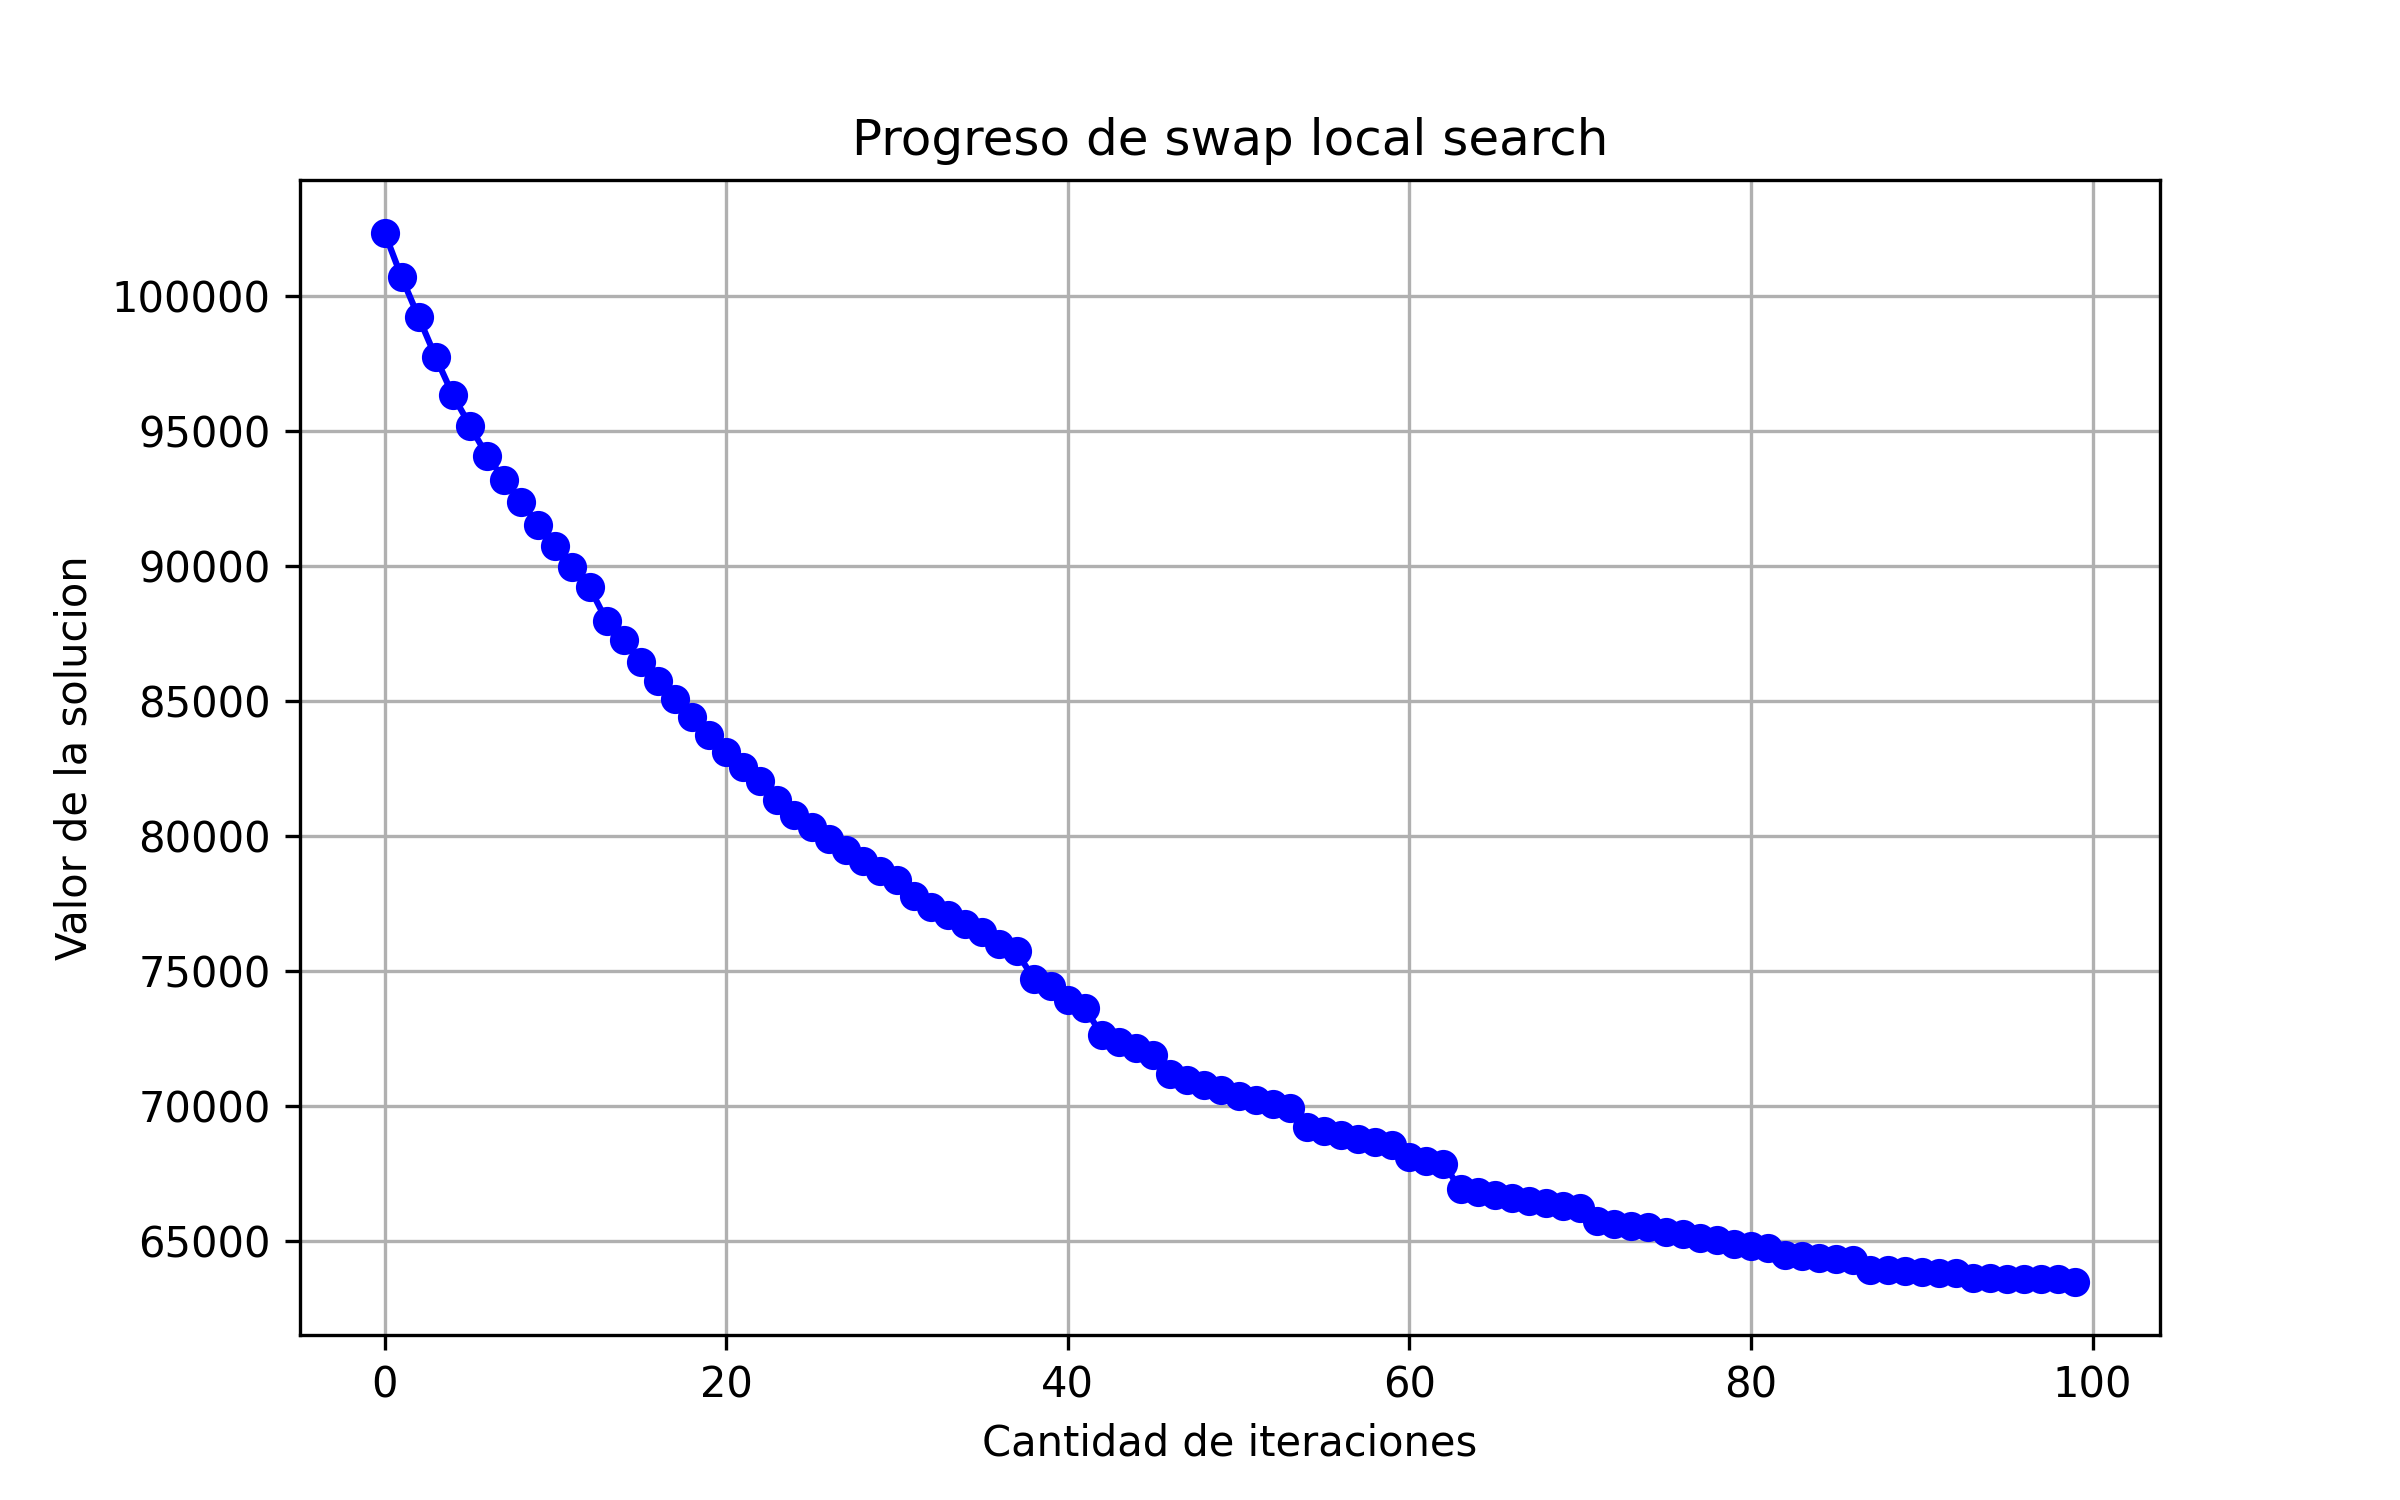 Progreso de swap local search
Valor de la solucion
100000
95000
90000
85000
80000
75000
70000
65000
0 20 40 60 80 100
Cantidad de iteraciones